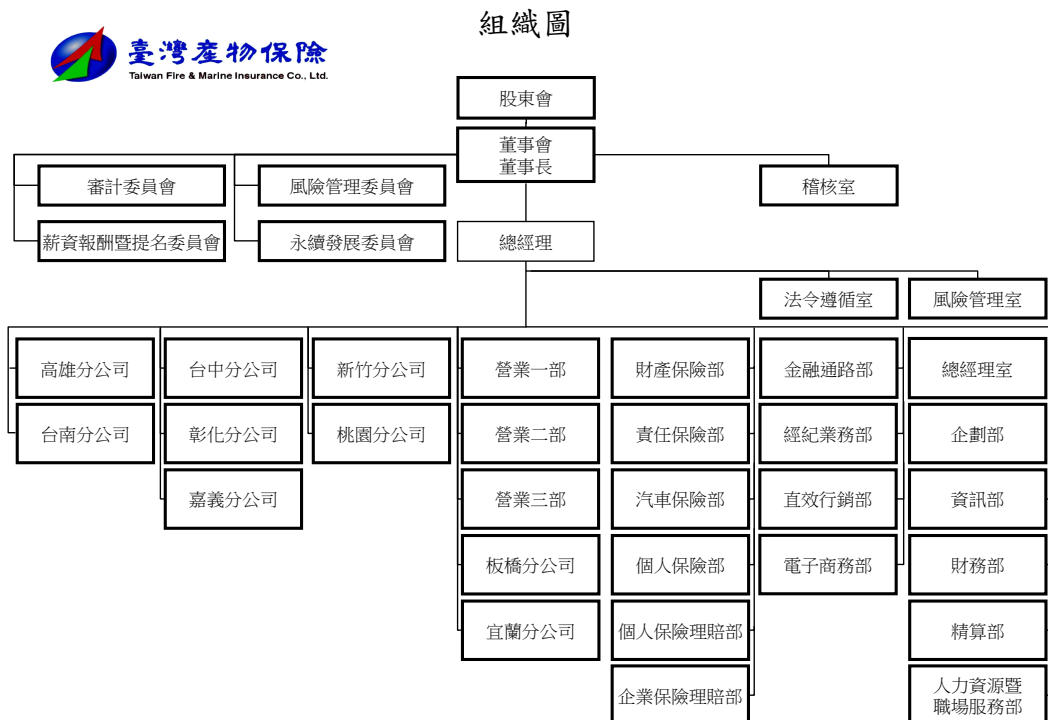 組織圖
臺灣產物保險
Taiwan Fire & Marine Insurance Co., Ltd.
股東會
董事會
董事長
審計委員會
風險管理委員會
稽核室
薪資報酬暨提名委員會
永續發展委員會
總經理
法令遵循室
風險管理室
高雄分公司
台中分公司
新竹分公司
營業一部
財產保險部
金融通路部
總經理室
台南分公司
彰化分公司
桃園分公司
營業二部
責任保險部
經紀業務部
企劃部
嘉義分公司
營業三部
汽車保險部
直效行銷部
資訊部
板橋分公司
個人保險部
電子商務部
財務部
宜蘭分公司
個人保險理賠部
精算部
企業保險理賠部
人力資源暨
職場服務部